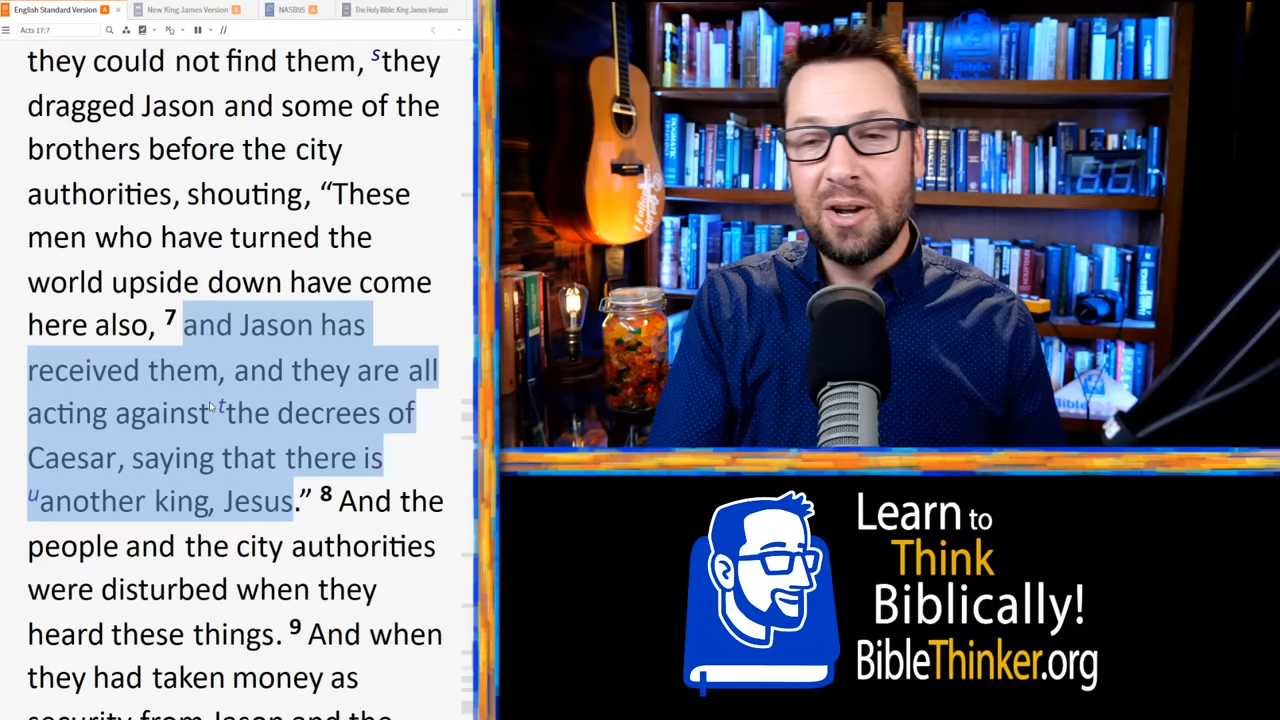 English Standard Version
New King James Version
NASB95
The Holy Bible: King James Version
Acts 17:7
they could not find them, ˢthey
dragged Jason and some of the
brothers before the city
authorities, shouting, “These
men who have turned the
world upside down have come
here also, 7 and Jason has
received them, and they are all
acting against ᵗthe decrees of
Caesar, saying that there is
ᵘanother king, Jesus.” 8 And the
people and the city authorities
were disturbed when they
heard these things. 9 And when
they had taken money as
security from Jason and the
Learn to
Think
Biblically!
BibleThinker.org